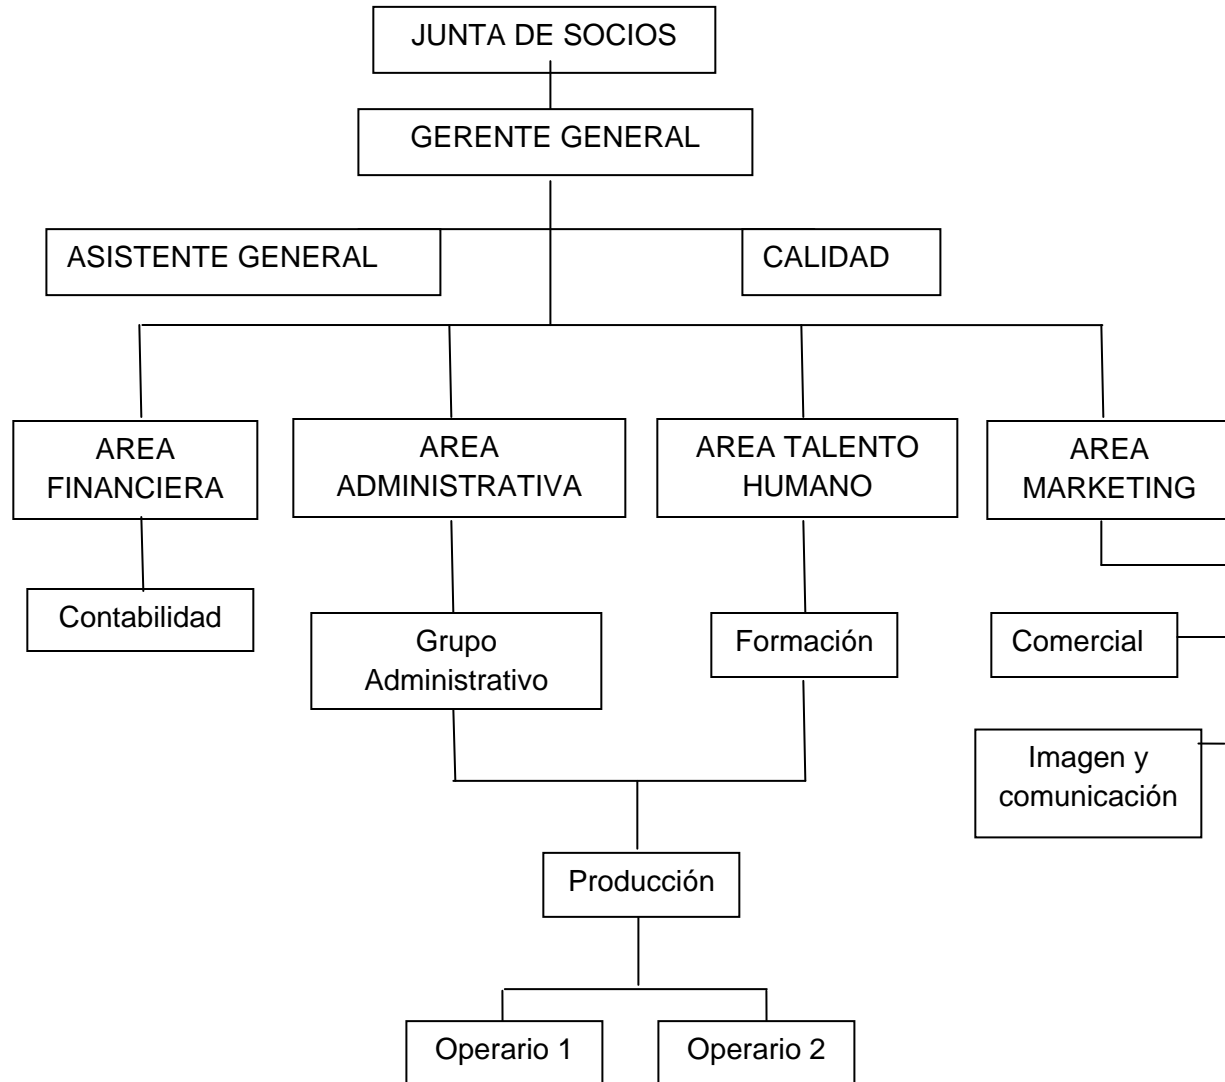 JUNTA DE SOCIOS
GERENTE GENERAL
ASISTENTE GENERAL
CALIDAD
AREA
FINANCIERA
AREA
ADMINISTRATIVA
AREA TALENTO
HUMANO
AREA
MARKETING
Contabilidad
Grupo
Administrativo
Formación
Comercial
Imagen y
comunicación
Producción
Operario 1
Operario 2